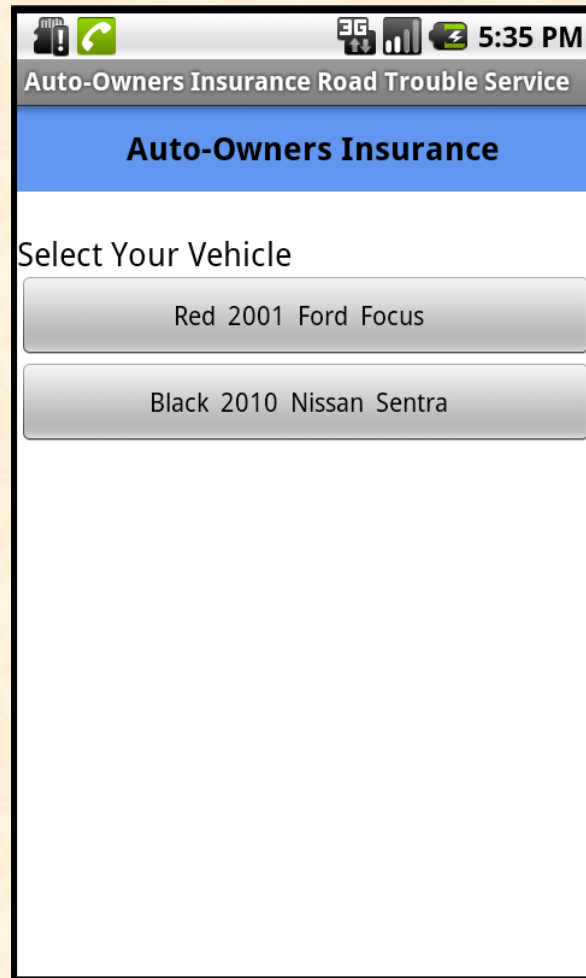 3G 5:35 PM
Auto-Owners Insurance Road Trouble Service
Auto-Owners Insurance
Select Your Vehicle
Red 2001 Ford Focus
Black 2010 Nissan Sentra